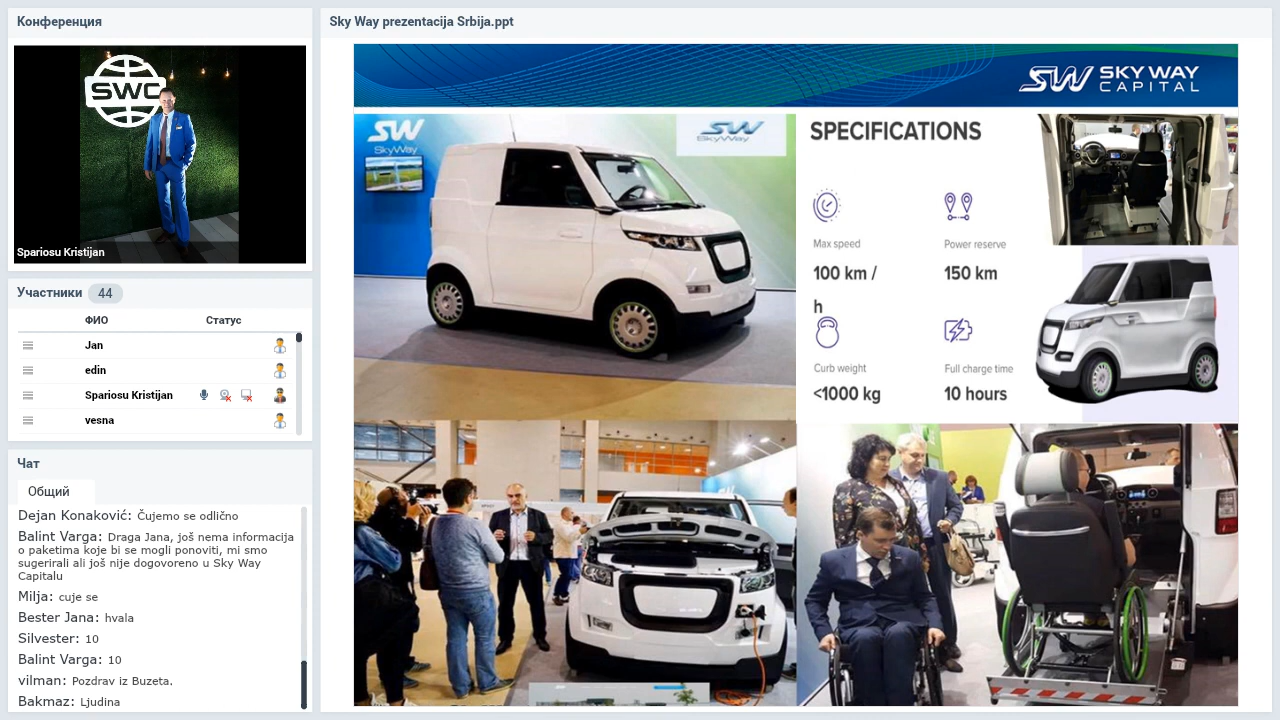 Конференция
SWC
Spariosu Kristijan
Участники 44
ФИО Статус
Jan
edin
Spariosu Kristijan
vesna
Чат
Общий
Dejan Konaković: Čujemo se odlično
Balint Varga: Draga Jana, još nema informacija
o paketima koje bi se mogli ponoviti, mi smo
sugerirali ali još nije dogovoreno u Sky Way
Capitalu
Milja: cuje se
Bester Jana: hvala
Silvester: 10
Balint Varga: 10
vilman: Pozdrav iz Buzeta.
Bakmaz: Ljudina
Sky Way prezentacija Srbija.ppt
SW SKY WAY
CAPITAL
SW
SkyWay
SW
SkyWay
SPECIFICATIONS
Max speed
100 km /
h
Power reserve
150 km
Curb weight
<1000 kg
Full charge time
10 hours